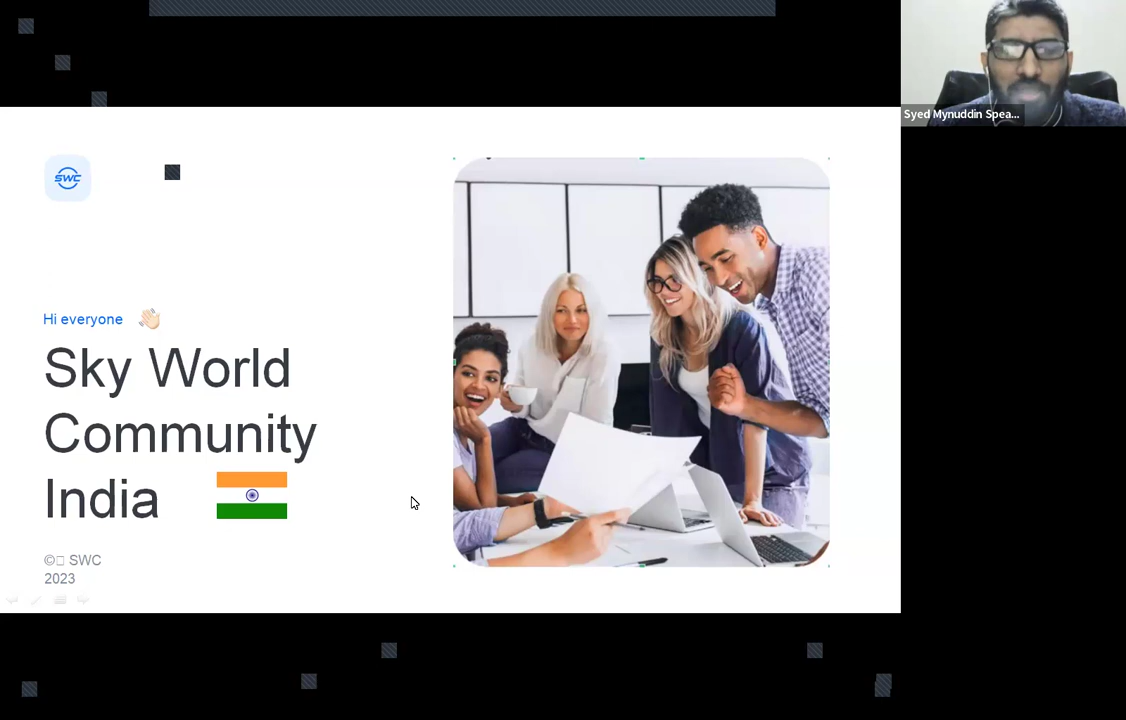 Syed Mynuddin Spea...
SWC
Hi everyone
Sky World
Community
India
© SWC
2023